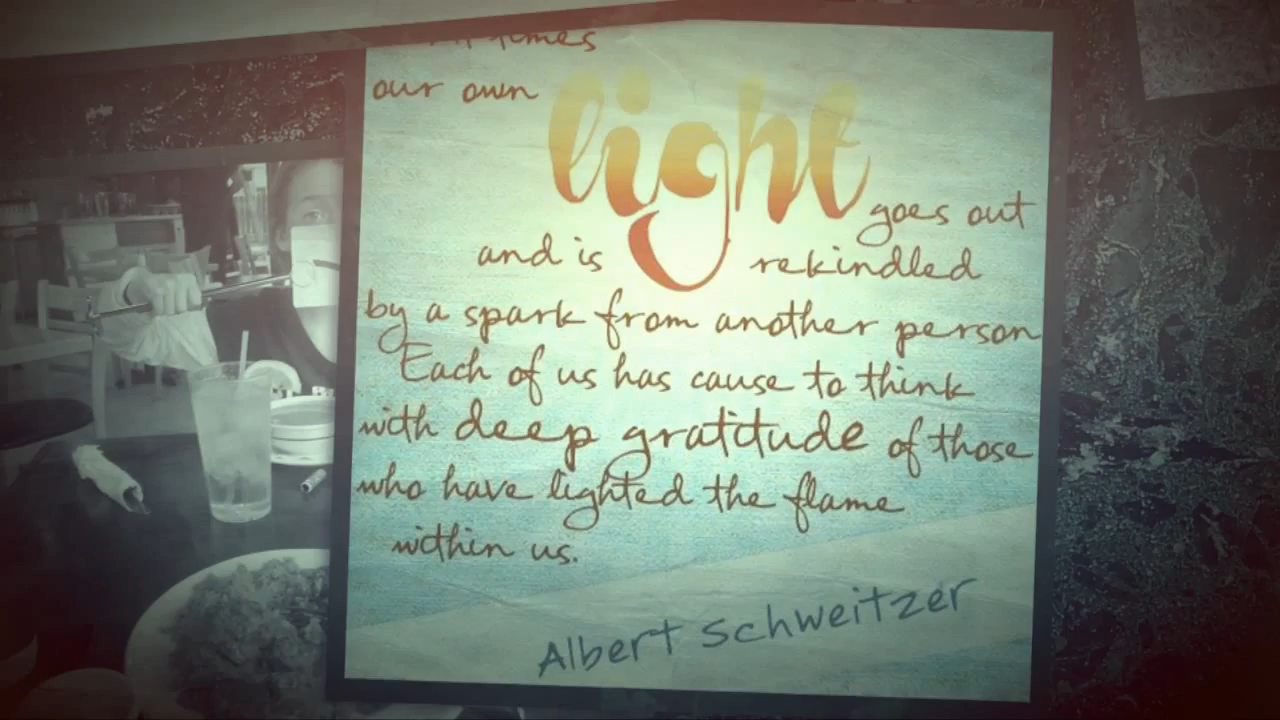 times
our own light
goes out
and is rekindled
by a spark from another person
Each of us has cause to think
with deep gratitude of those
who have lighted the flame
within us.
Albert Schweitzer